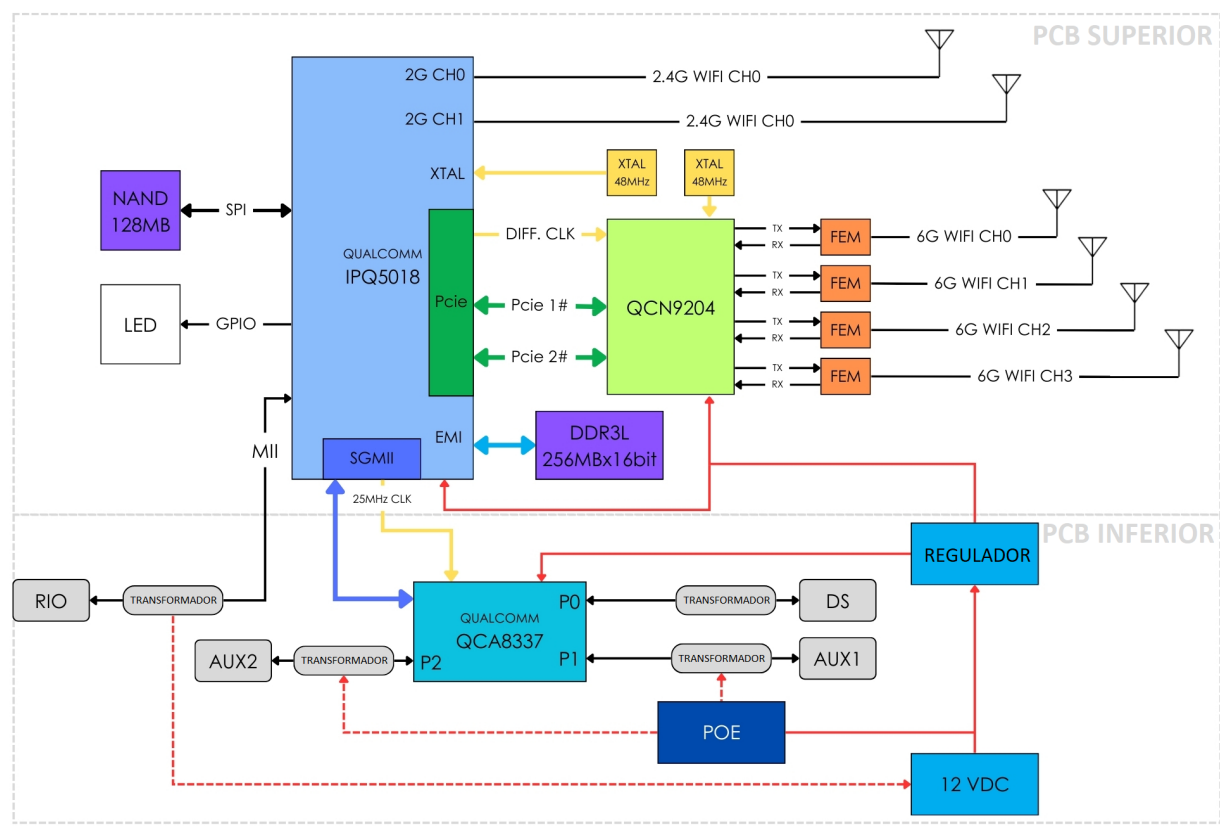 PCB SUPERIOR
2G CH0
2.4G WIFI CH0
2G CH1
2.4G WIFI CH0
XTAL
XTAL
48MHz
XTAL
48MHz
NAND
128MB
SPI
DIFF. CLK
TX
RX
FEM
6G WIFI CH0
QUALCOMM
IPQ5018
Pcie
Pcie 1#
QCN9204
TX
RX
FEM
6G WIFI CH1
LED
GPIO
Pcie 2#
TX
RX
FEM
6G WIFI CH2
TX
RX
FEM
6G WIFI CH3
MII
EMI
DDR3L
256MBx16bit
SGMII
25MHz CLK
PCB INFERIOR
REGULADOR
RIO
TRANSFORMADOR
QUALCOMM
QCA8337
P0
TRANSFORMADOR
DS
AUX2
TRANSFORMADOR
P2
P1
TRANSFORMADOR
AUX1
POE
12 VDC